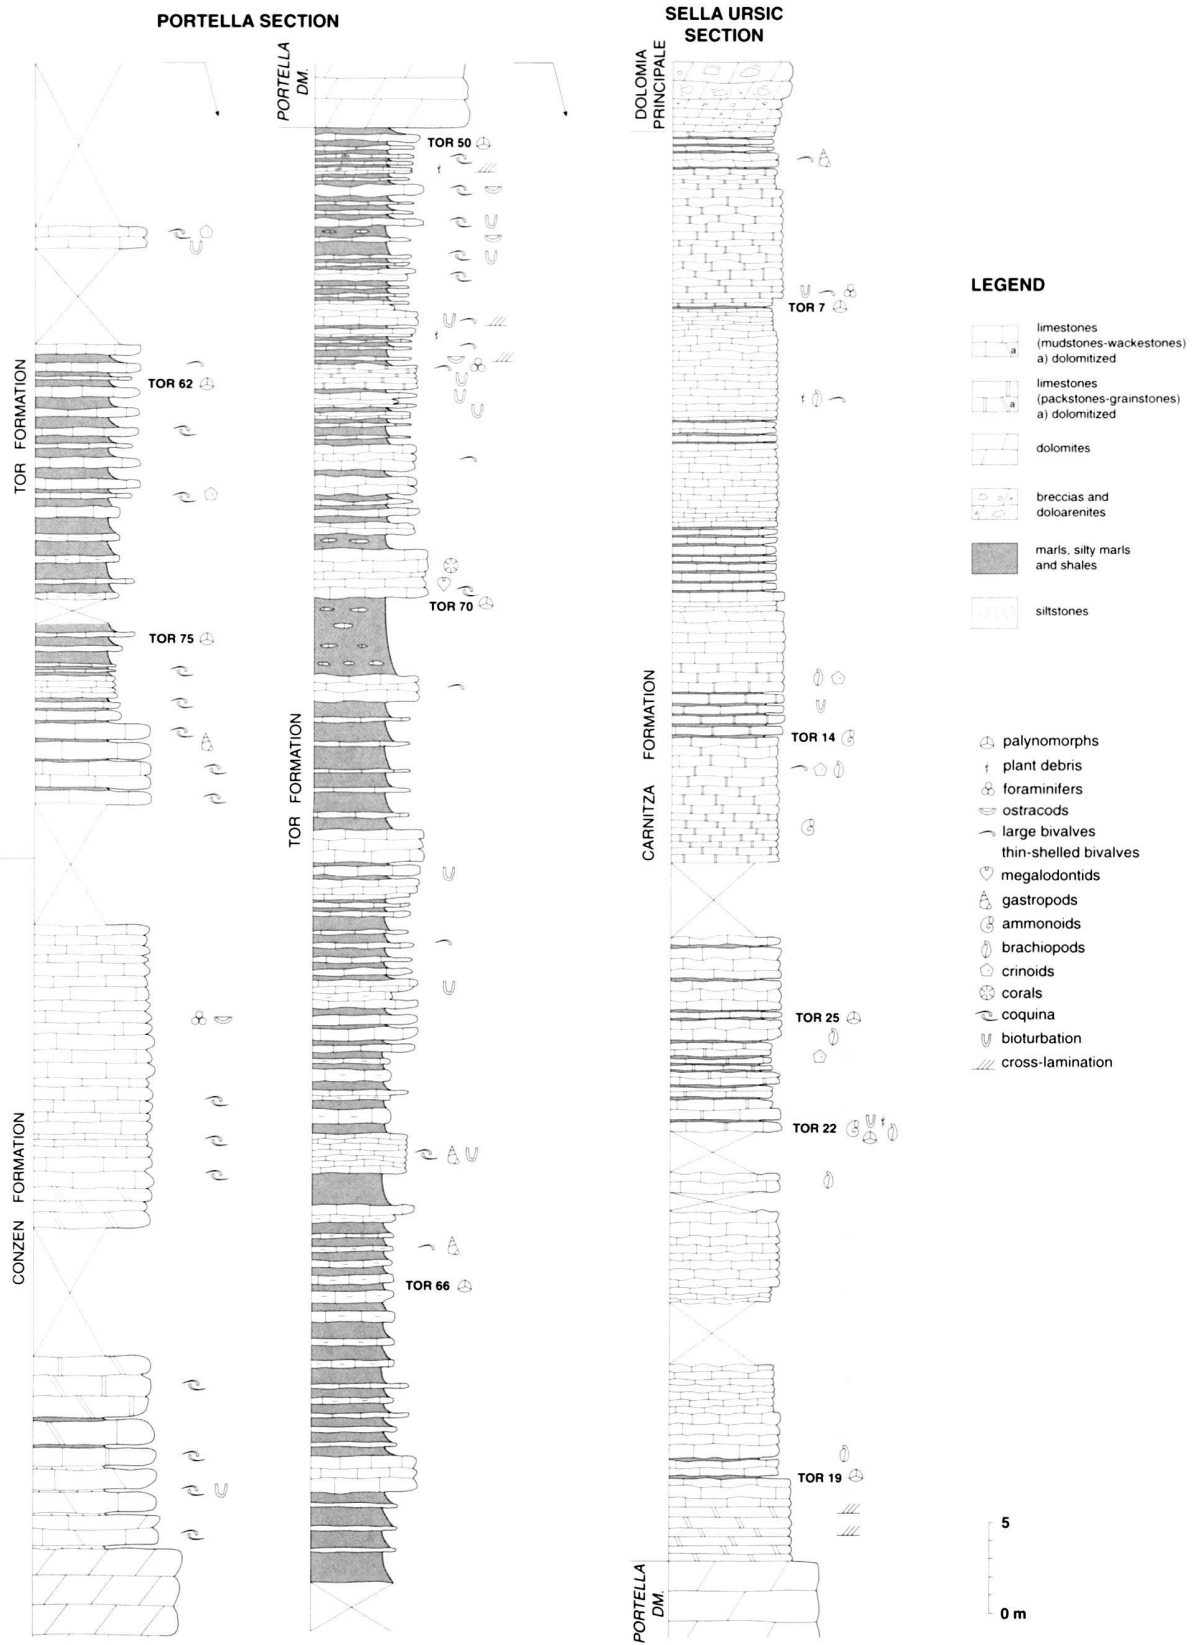 PORTELLA SECTION
SELLA URSIC
SECTION
PORTELLA
DM.
DOLOMIA
PRINCIPALE
TOR 50
TOR 7
LEGEND
limestones
(mudstones-wackestones)
a) dolomitized
a
limestones
(packstones-grainstones)
a) dolomitized
a
dolomites
breccias and
doloarenites
marls, silty marls
and shales
siltstones
palynomorphs
plant debris
foraminifers
ostracods
large bivalves
thin-shelled bivalves
megalodontids
gastropods
ammonoids
brachiopods
crinoids
corals
coquina
bioturbation
cross-lamination
TOR FORMATION
TOR 62
TOR 75
TOR 70
TOR FORMATION
TOR 66
CONZEN FORMATION
CARNITZA FORMATION
TOR 14
TOR 25
TOR 22
TOR 19
PORTELLA
DM.
5
0 m